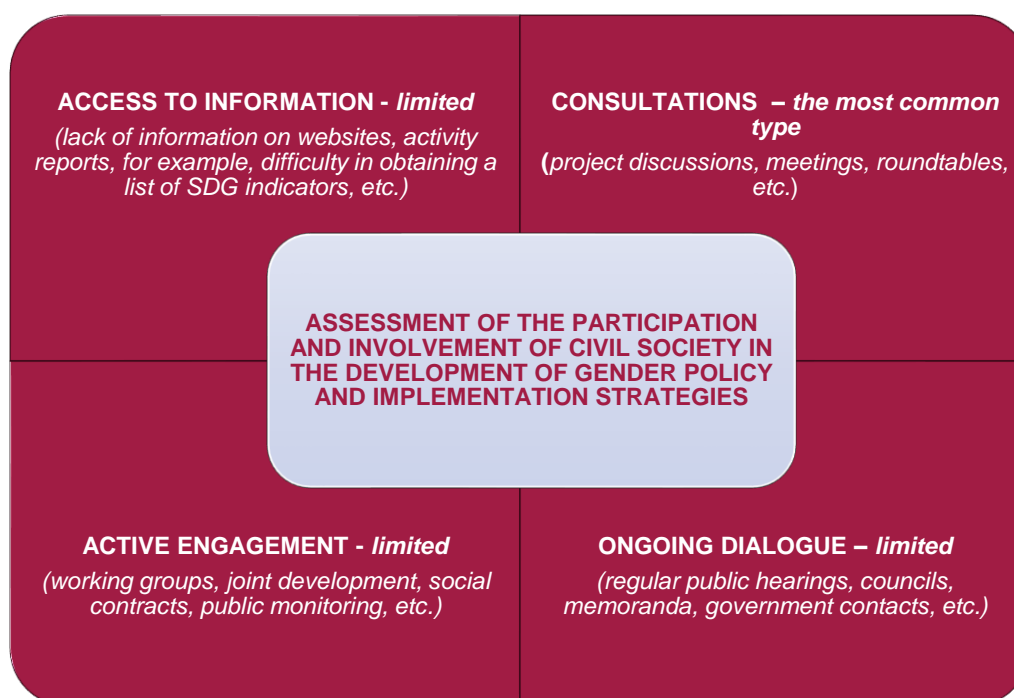 ACCESS TO INFORMATION - limited
(lack of information on websites, activity
reports, for example, difficulty in obtaining a
list of SDG indicators, etc.)
CONSULTATIONS – the most common
type
(project discussions, meetings, roundtables,
etc.)
ASSESSMENT OF THE PARTICIPATION
AND INVOLVEMENT OF CIVIL SOCIETY IN
THE DEVELOPMENT OF GENDER POLICY
AND IMPLEMENTATION STRATEGIES
ACTIVE ENGAGEMENT - limited
(working groups, joint development, social
contracts, public monitoring, etc.)
ONGOING DIALOGUE – limited
(regular public hearings, councils,
memoranda, government contacts, etc.)